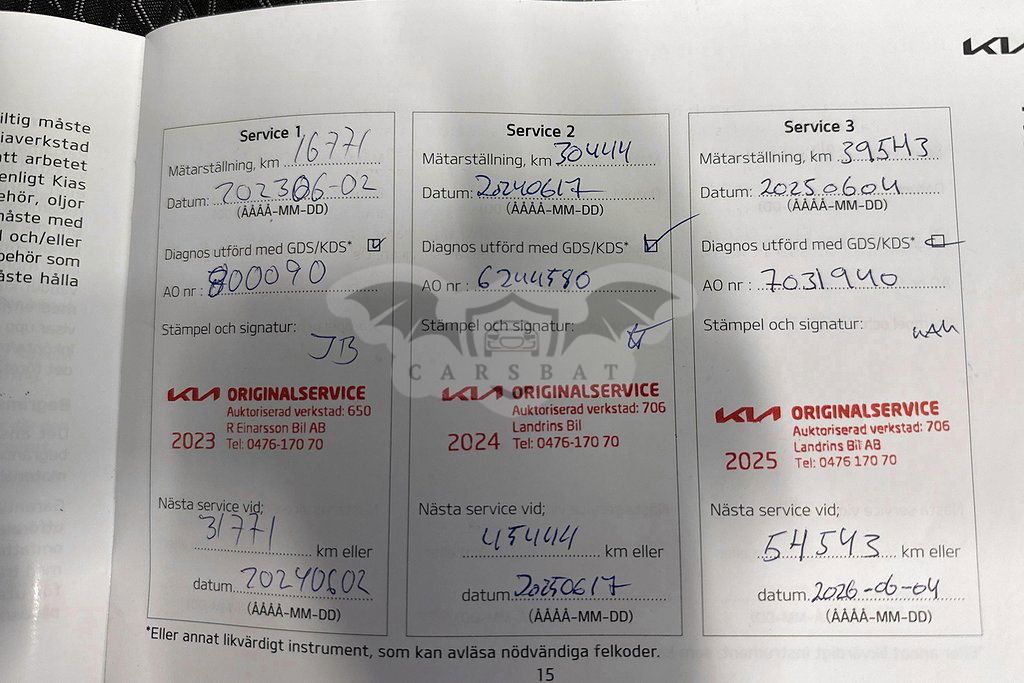 iltig måste
iaverkstad
att arbetet
enligt Kias
ehör, oljor
måste med
l och/eller
behör som
åste hålla
KIA
Service 1
Mätarställning, km 16771
Datum: 202306-02
(ÅÅÅÅ-MM-DD)
Diagnos utförd med GDS/KDS*
AO nr : 800090
Stämpel och signatur:
JB
KIA ORIGINALSERVICE
Auktoriserad verkstad: 650
R Einarsson Bil AB
2023 Tel: 0476-170 70
Nästa service vid;
31771 km eller
datum. 20240602
(ÅÅÅÅ-MM-DD)
Service 2
Mätarställning, km 30444
Datum: 20240617
(ÅÅÅÅ-MM-DD)
Diagnos utförd med GDS/KDS*
AO nr : 6244580
Stämpel och signatur:
KIA ORIGINALSERVICE
Auktoriserad verkstad: 706
Landrins Bil
2024 Tel: 0476-170 70
Nästa service vid;
45444 km eller
datum. 20250617
(ÅÅÅÅ-MM-DD)
Service 3
Mätarställning, km 39543
Datum: 20250604
(ÅÅÅÅ-MM-DD)
Diagnos utförd med GDS/KDS*
AO nr : 7031940
Stämpel och signatur:
KIA ORIGINALSERVICE
Auktoriserad verkstad: 706
Landrins Bil AB
2025 Tel: 0476 170 70
Nästa service vid;
54543 km eller
datum. 2026-06-04
(ÅÅÅÅ-MM-DD)
CARSBAT
*Eller annat likvärdigt instrument, som kan avläsa nödvändiga felkoder.
15